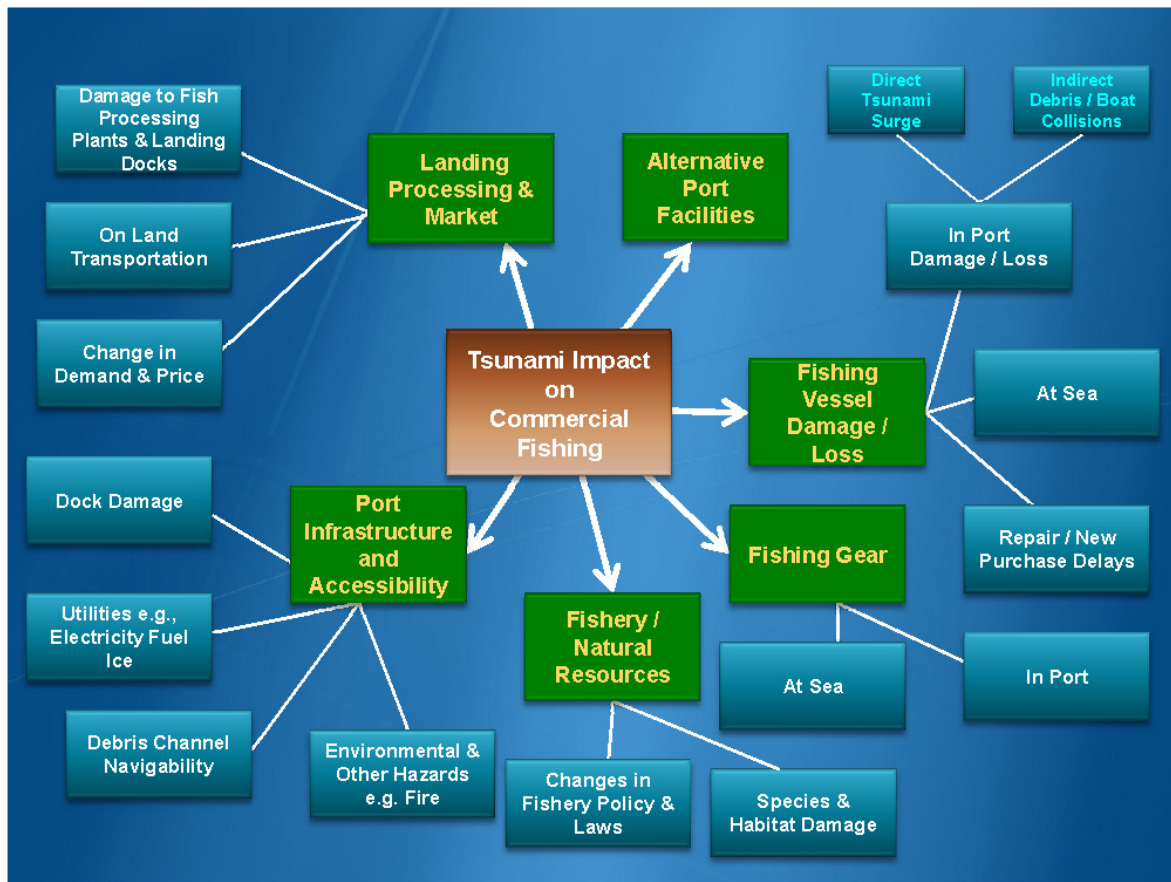 Damage to Fish
Processing
Plants & Landing
Docks
Landing
Processing &
Market
Alternative
Port
Facilities
Direct
Tsunami
Surge
Indirect
Debris / Boat
Collisions
On Land
Transportation
In Port
Damage / Loss
Change in
Demand & Price
Tsunami Impact
on
Commercial
Fishing
Fishing
Vessel
Damage /
Loss
At Sea
Dock Damage
Port
Infrastructure
and
Accessibility
Fishing Gear
Repair / New
Purchase Delays
Utilities e.g.,
Electricity Fuel
Ice
Fishery /
Natural
Resources
At Sea
In Port
Debris Channel
Navigability
Environmental &
Other Hazards
e.g. Fire
Changes in
Fishery Policy &
Laws
Species &
Habitat Damage